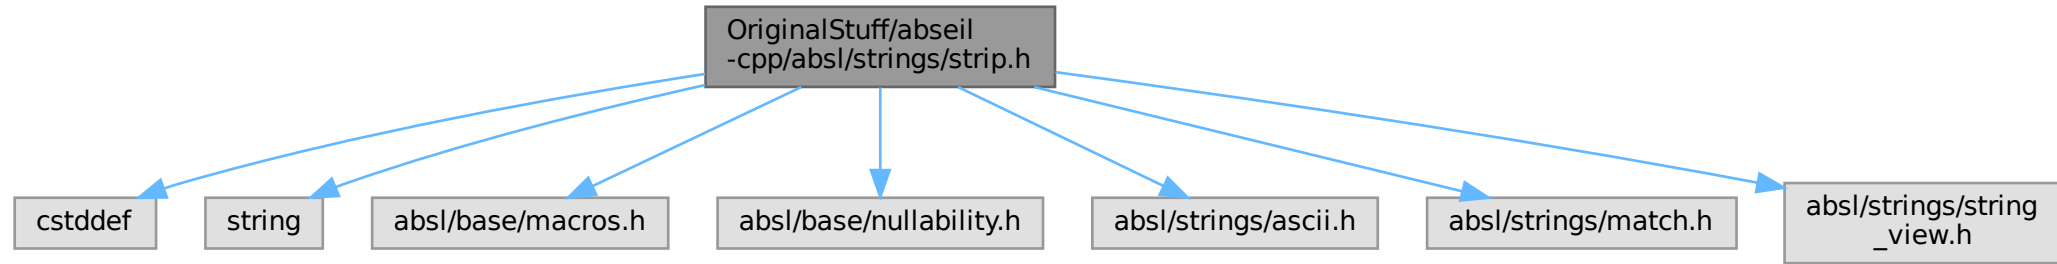 OriginalStuff/abseil
-cpp/absl/strings/strip.h
cstddef
string
absl/base/macros.h
absl/base/nullability.h
absl/strings/ascii.h
absl/strings/match.h
absl/strings/string
_view.h